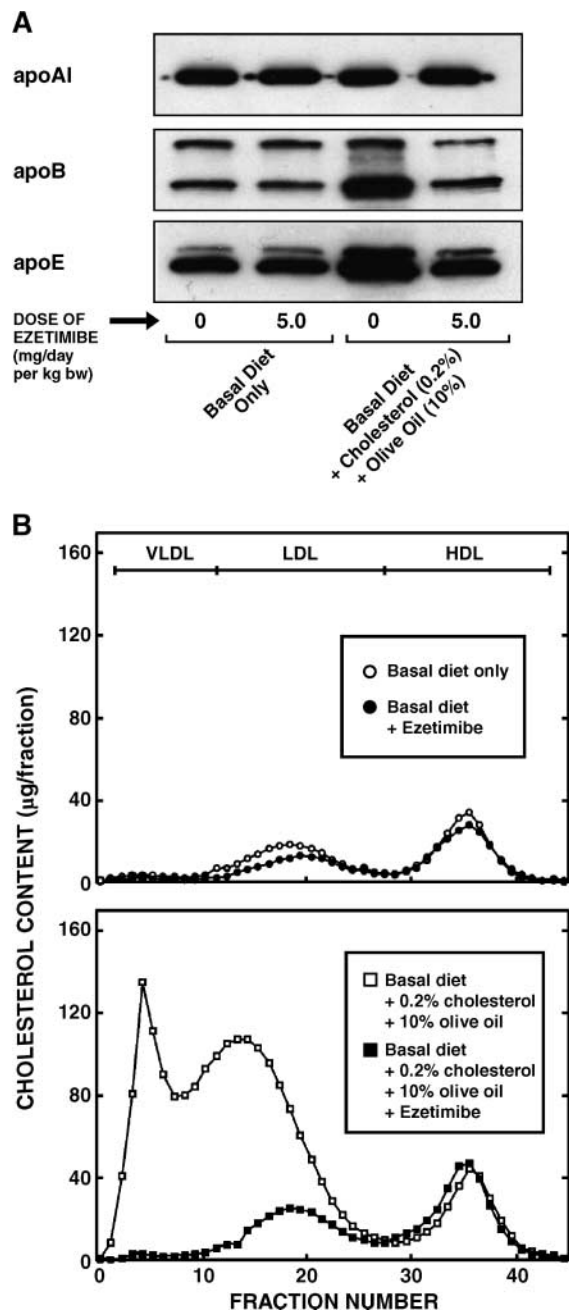 A
apoAI
apoB
apoE
DOSE OF
EZETIMIBE
(mg/day
per kg bw)
0 5.0 0 5.0
Basal Diet
Only
Basal Diet
+ Cholesterol (0.2%)
+ Olive Oil (10%)
B
160
120
80
40
0
VLDL LDL HDL
Basal diet only
Basal diet
+ Ezetimibe
CHOLESTEROL CONTENT (µg/fraction)
160
120
80
40
0
Basal diet
+ 0.2% cholesterol
+ 10% olive oil
Basal diet
+ 0.2% cholesterol
+ 10% olive oil
+ Ezetimibe
0 10 20 30 40
FRACTION NUMBER